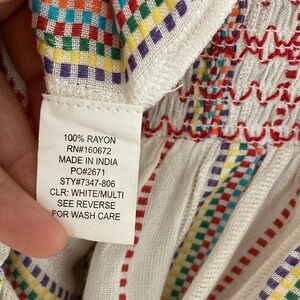 100% RAYON
RN#160672
MADE IN INDIA
PO#2671
STY#7347-806
CLR: WHITE/MULTI
SEE REVERSE
FOR WASH CARE